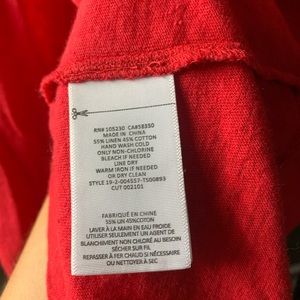 RN# 105230 CA#58350
MADE IN CHINA
55% LINEN 45% COTTON
HAND WASH COLD
ONLY NON-CHLORINE
BLEACH IF NEEDED
LINE DRY
WARM IRON IF NEEDED
OR DRY CLEAN
STYLE 19-2-004557-TS00893
CUT 002101
FABRIQUÉ EN CHINE
55% LIN 45%COTON
LAVER À LA MAIN EN EAU FROIDE
UTILISER SEULEMENT UN AGENT DE
BLANCHIMENT NON CHLORÉ AU BESOIN
SÉCHER SUR FIL
REPASSER À FER CHAUD SI NÉCESSAIRE
OU NETTOYER À SEC